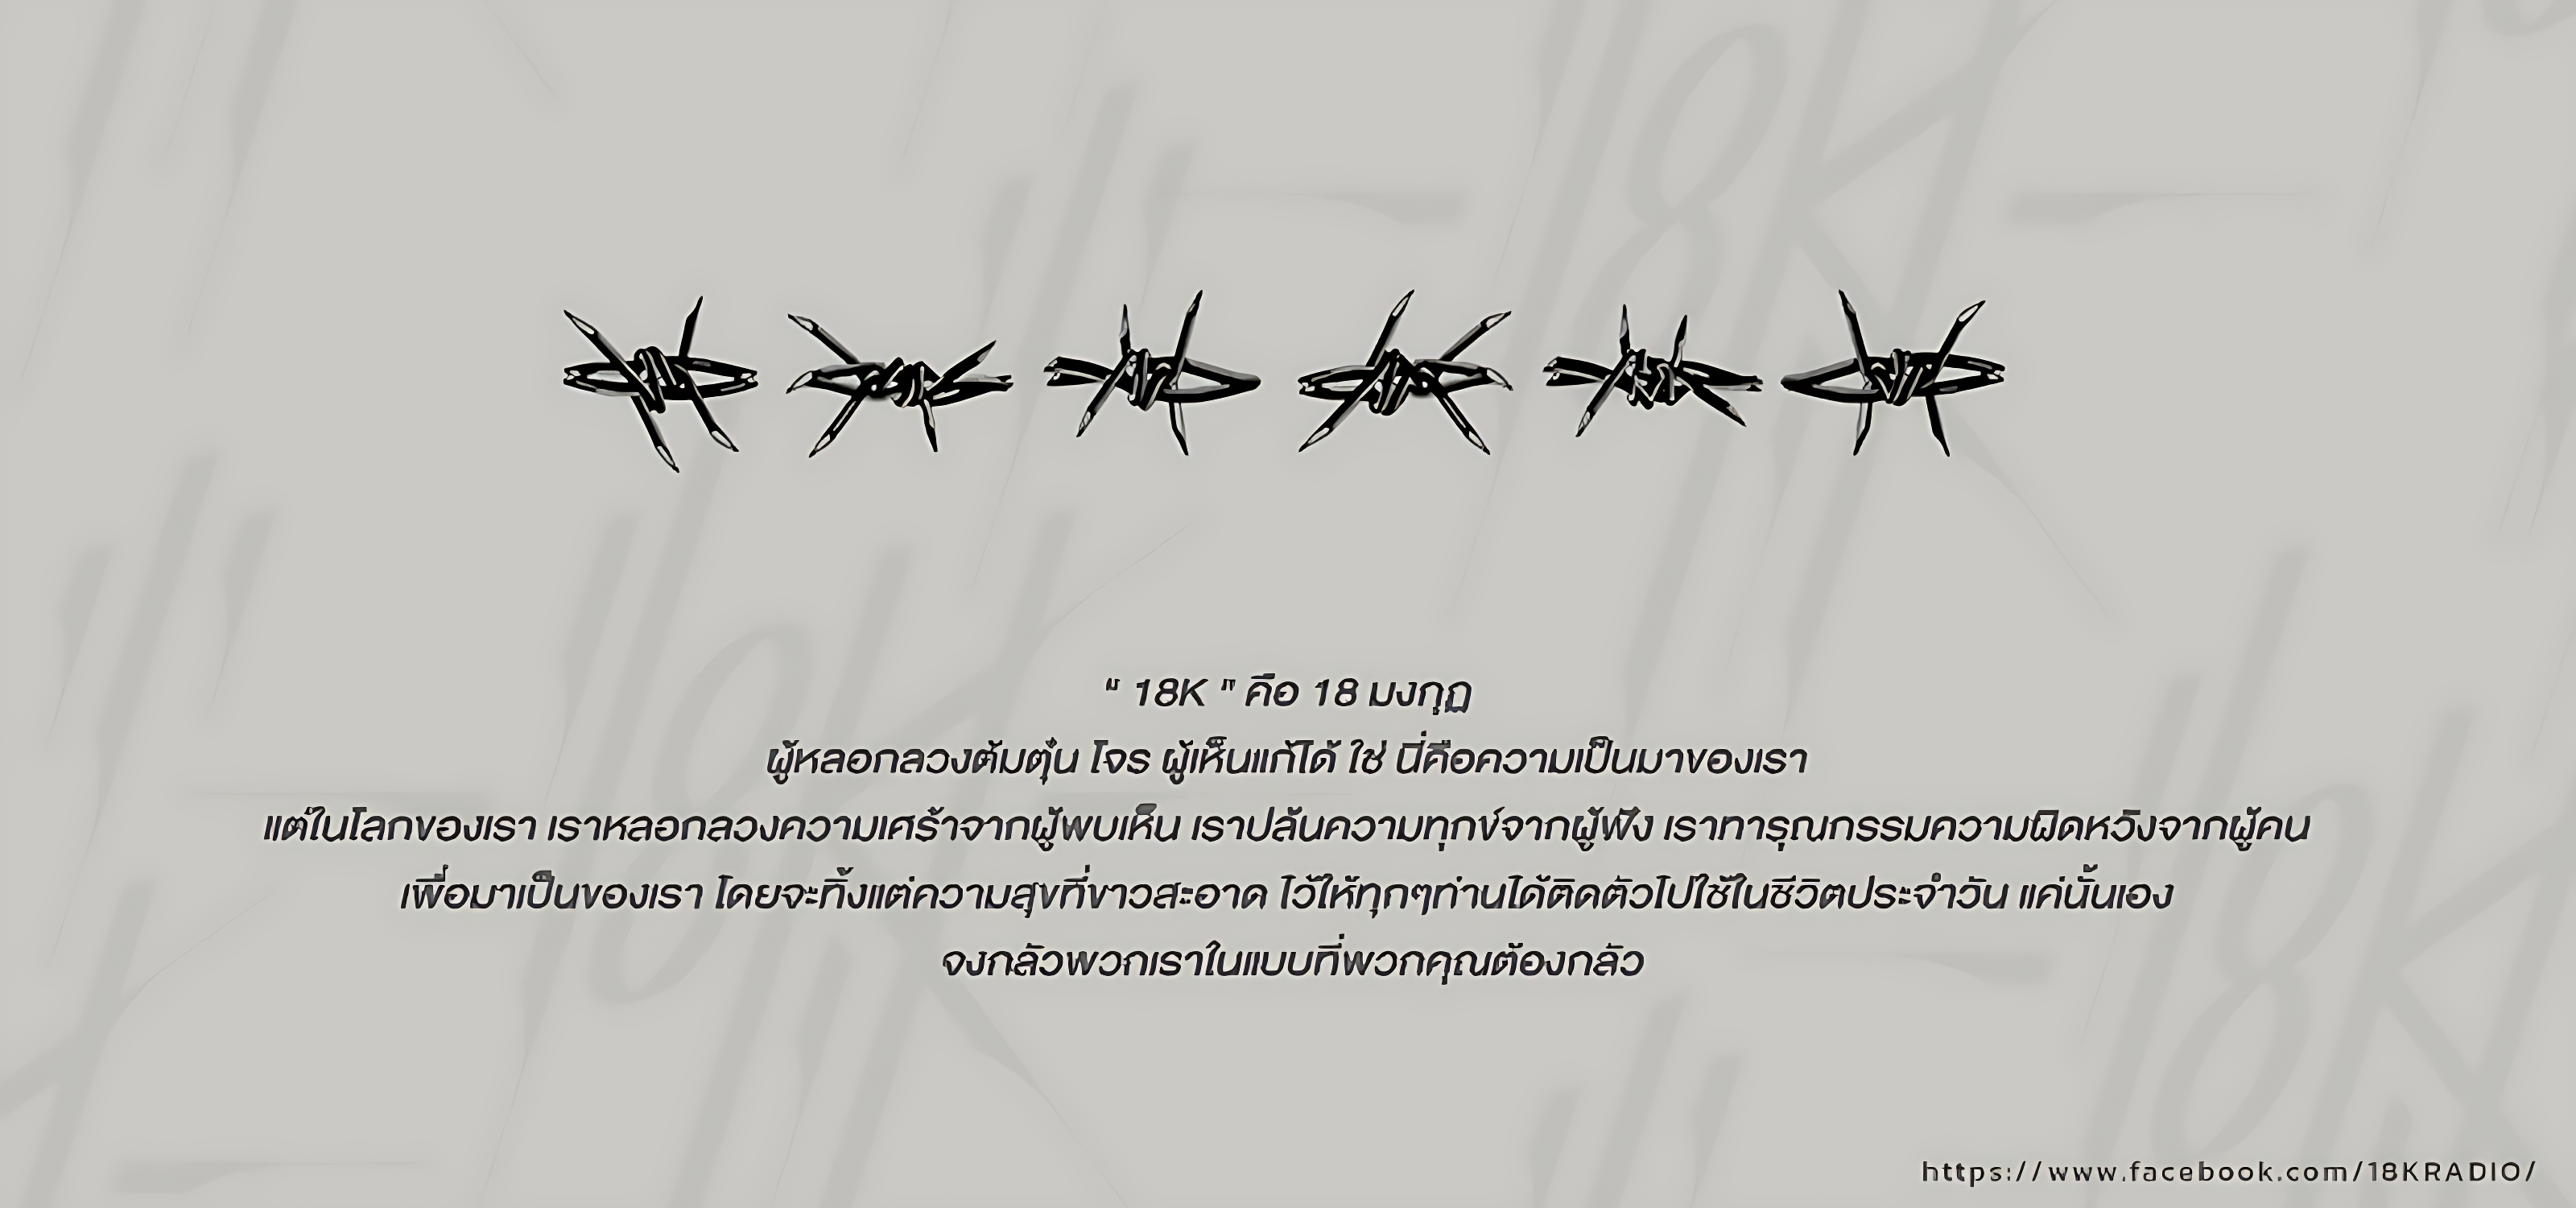 “ 18K ” คือ 18 มงกุฎ
ผู้หลอกลวงต้มตุ๋น โจร ผู้เห็นแก้ได้ ใช่ นี่คือความเป็นมาของเรา
แต่ในโลกของเรา เราหลอกลวงความเศร้าจากผู้พบเห็น เราปล้นความทุกข์จากผู้ฟัง เราทารุณกรรมความผิดหวังจากผู้คน
เพื่อมาเป็นของเรา โดยจะทิ้งแต่ความสุขที่ขาวสะอาด ไว้ให้ทุกๆท่านได้ติดตัวไปใช้ในชีวิตประจำวัน แค่นั้นเอง
จงกลัวพวกเราในแบบที่พวกคุณต้องกลัว
https://www.facebook.com/18KRADIO/